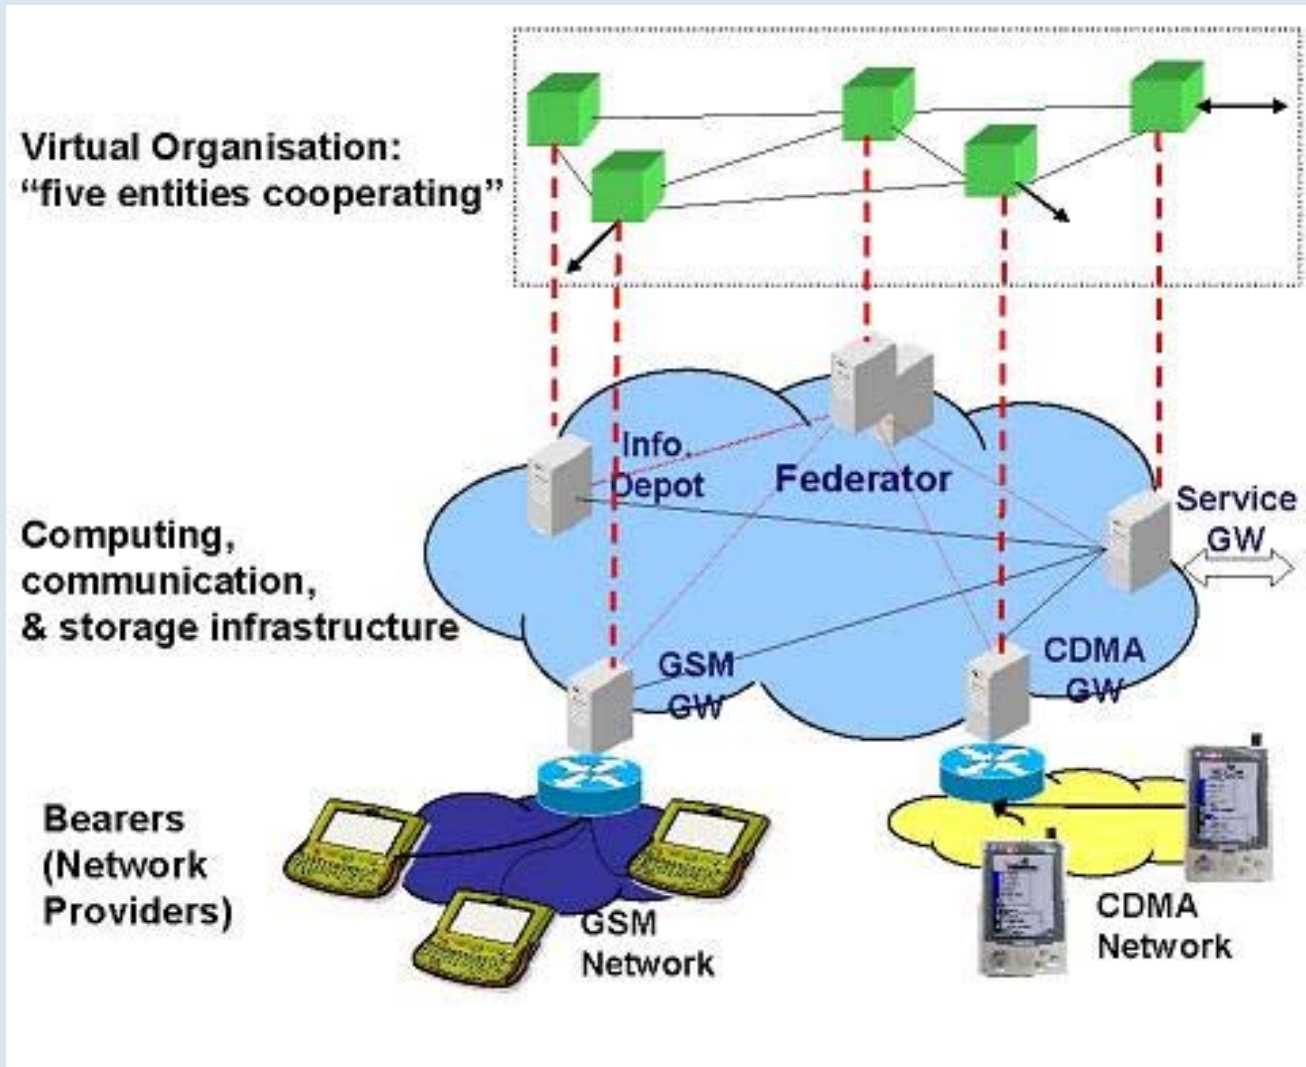 Virtual Organisation:
“five entities cooperating”
Info.
Depot
Federator
Service
GW
Computing,
communication,
& storage infrastructure
GSM
GW
CDMA
GW
Bearers
(Network
Providers)
GSM
Network
CDMA
Network